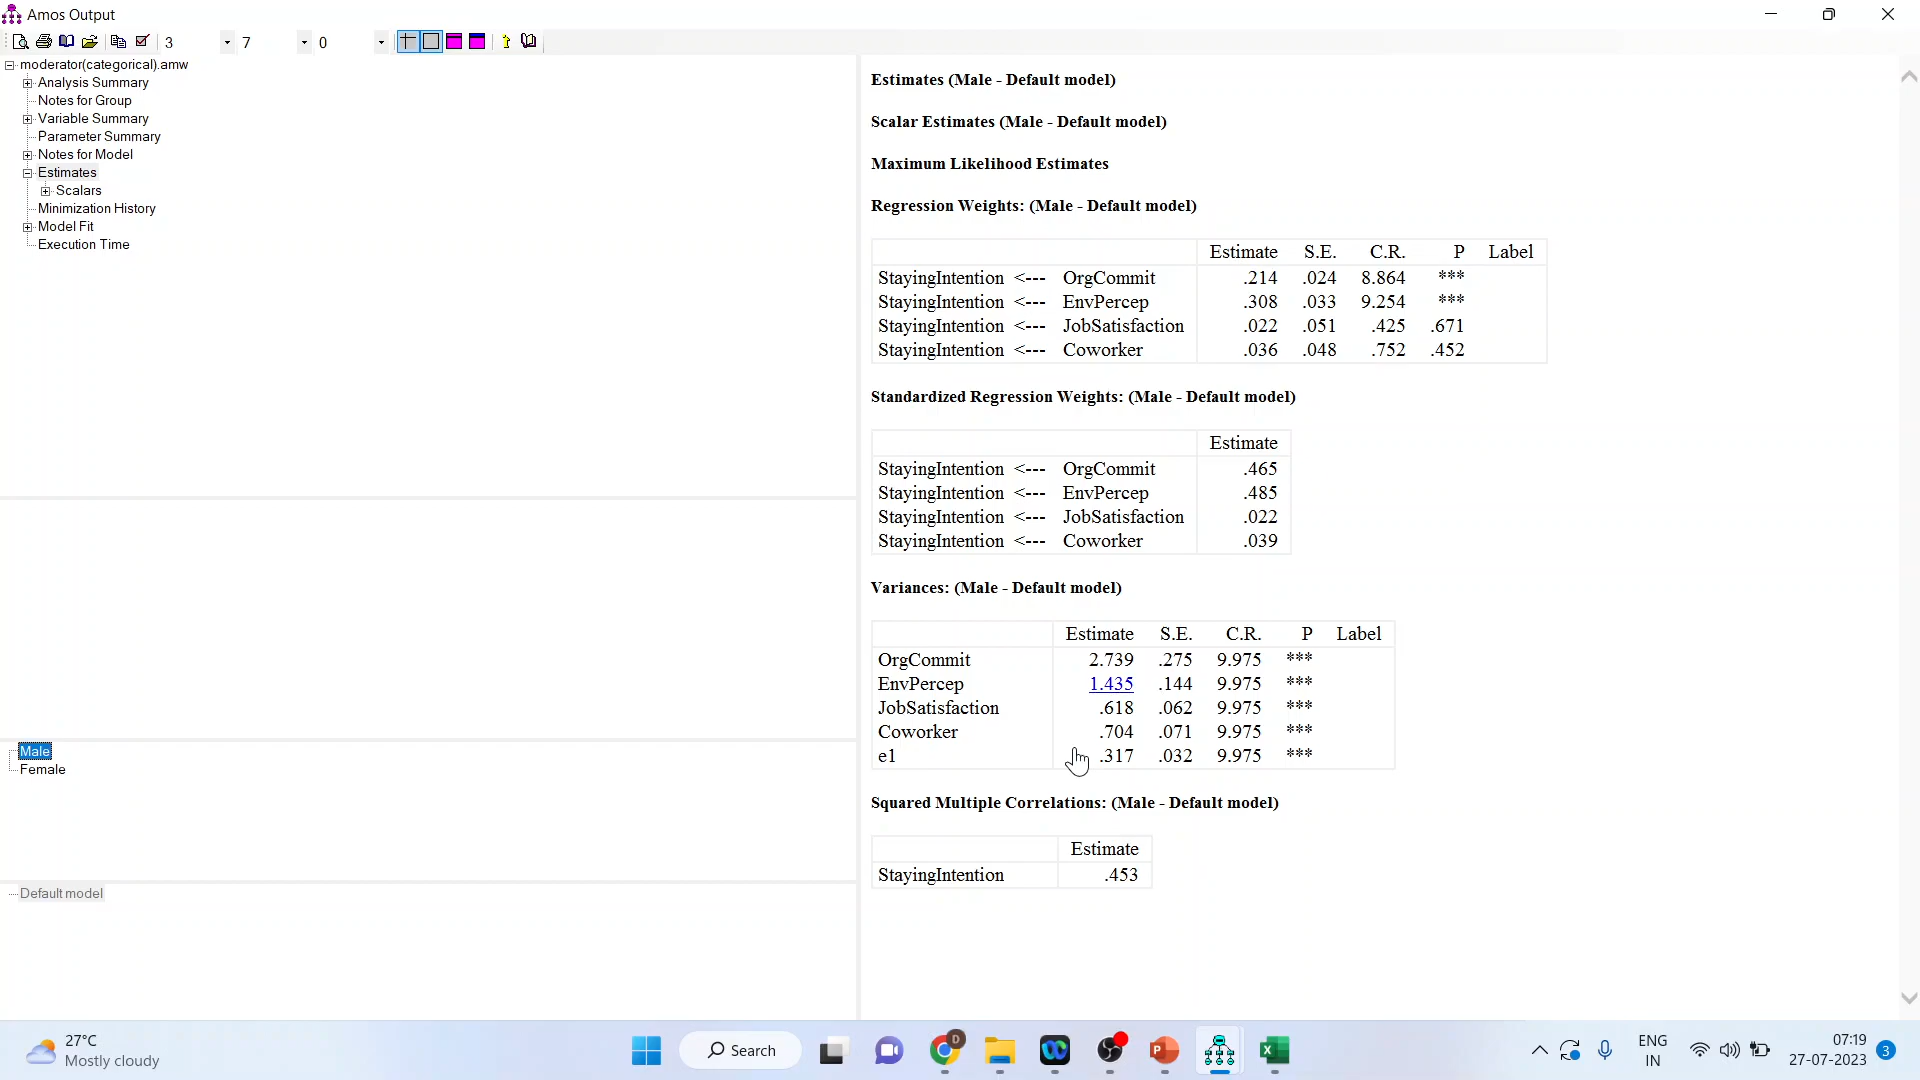 Amos Output
3 7 0
moderator(categorical).amw
Analysis Summary
Notes for Group
Variable Summary
Parameter Summary
Notes for Model
Estimates
Scalars
Minimization History
Model Fit
Execution Time
Male
Female
Default model
Estimates (Male - Default model)
Scalar Estimates (Male - Default model)
Maximum Likelihood Estimates
Regression Weights: (Male - Default model)
Estimate S.E. C.R. P Label
StayingIntention <--- OrgCommit .214 .024 8.864 ***
StayingIntention <--- EnvPercep .308 .033 9.254 ***
StayingIntention <--- JobSatisfaction .022 .051 .425 .671
StayingIntention <--- Coworker .036 .048 .752 .452
Standardized Regression Weights: (Male - Default model)
Estimate
StayingIntention <--- OrgCommit .465
StayingIntention <--- EnvPercep .485
StayingIntention <--- JobSatisfaction .022
StayingIntention <--- Coworker .039
Variances: (Male - Default model)
Estimate S.E. C.R. P Label
OrgCommit 2.739 .275 9.975 ***
EnvPercep 1.435 .144 9.975 ***
JobSatisfaction .618 .062 9.975 ***
Coworker .704 .071 9.975 ***
e1 .317 .032 9.975 ***
Squared Multiple Correlations: (Male - Default model)
Estimate
StayingIntention .453
27°C
Mostly cloudy
Search
D
P
X
ENG
IN
07:19
27-07-2023
3